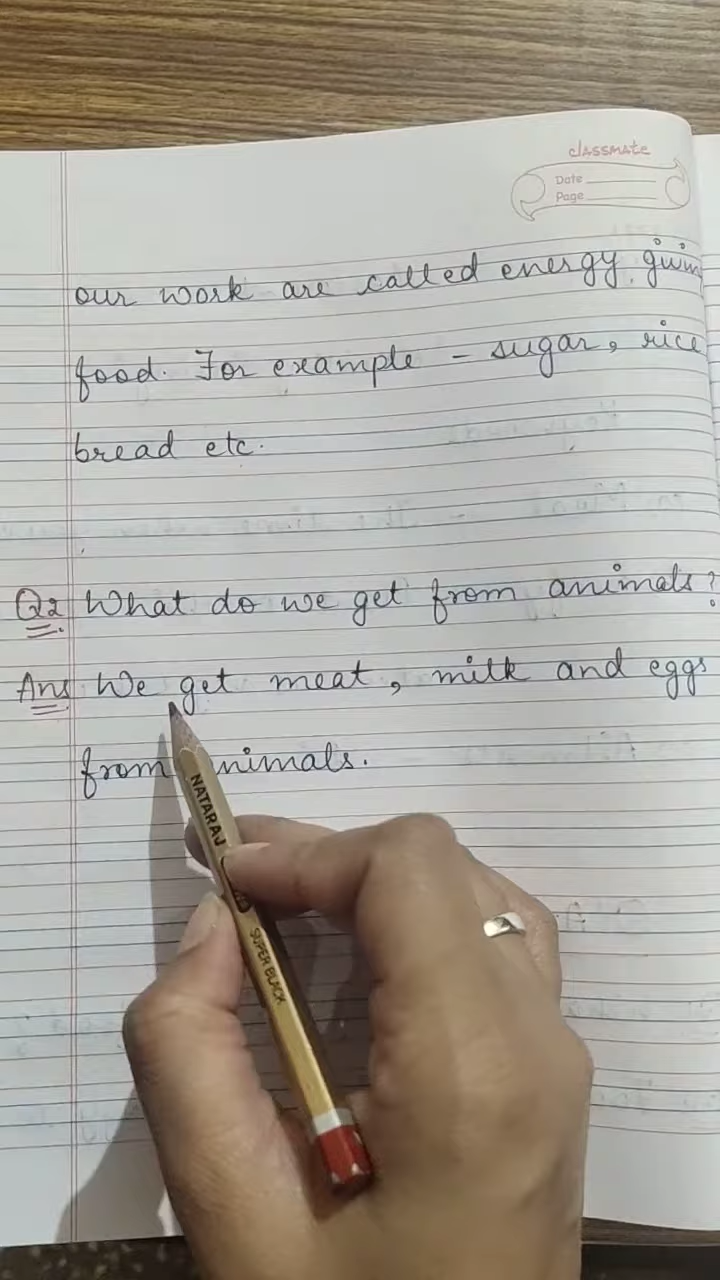 classmate
Date
Page
our work are called energy giving
food. For example - sugar, rice
bread etc.
Q2 What do we get from animals?
Ans We get meat, milk and eggs
from animals.
NATARAJ
SUPER BLACK